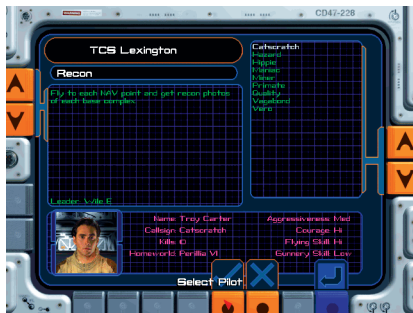 CD47-228
TCS Lexington
Recon
Fly to each NAV point and get recon photos
of each base complex
Leader: Wile E
Catscratch
Hazard
Hippie
Maniac
Miner
Primate
Quality
Vagabond
Vero
Name Troy Carter
Callsign Catscratch
Kills 0
Homeworld Perillia VI
Aggressiveness Med
Courage Hi
Flying Skill Hi
Gunnery Skill Low
Select Pilot